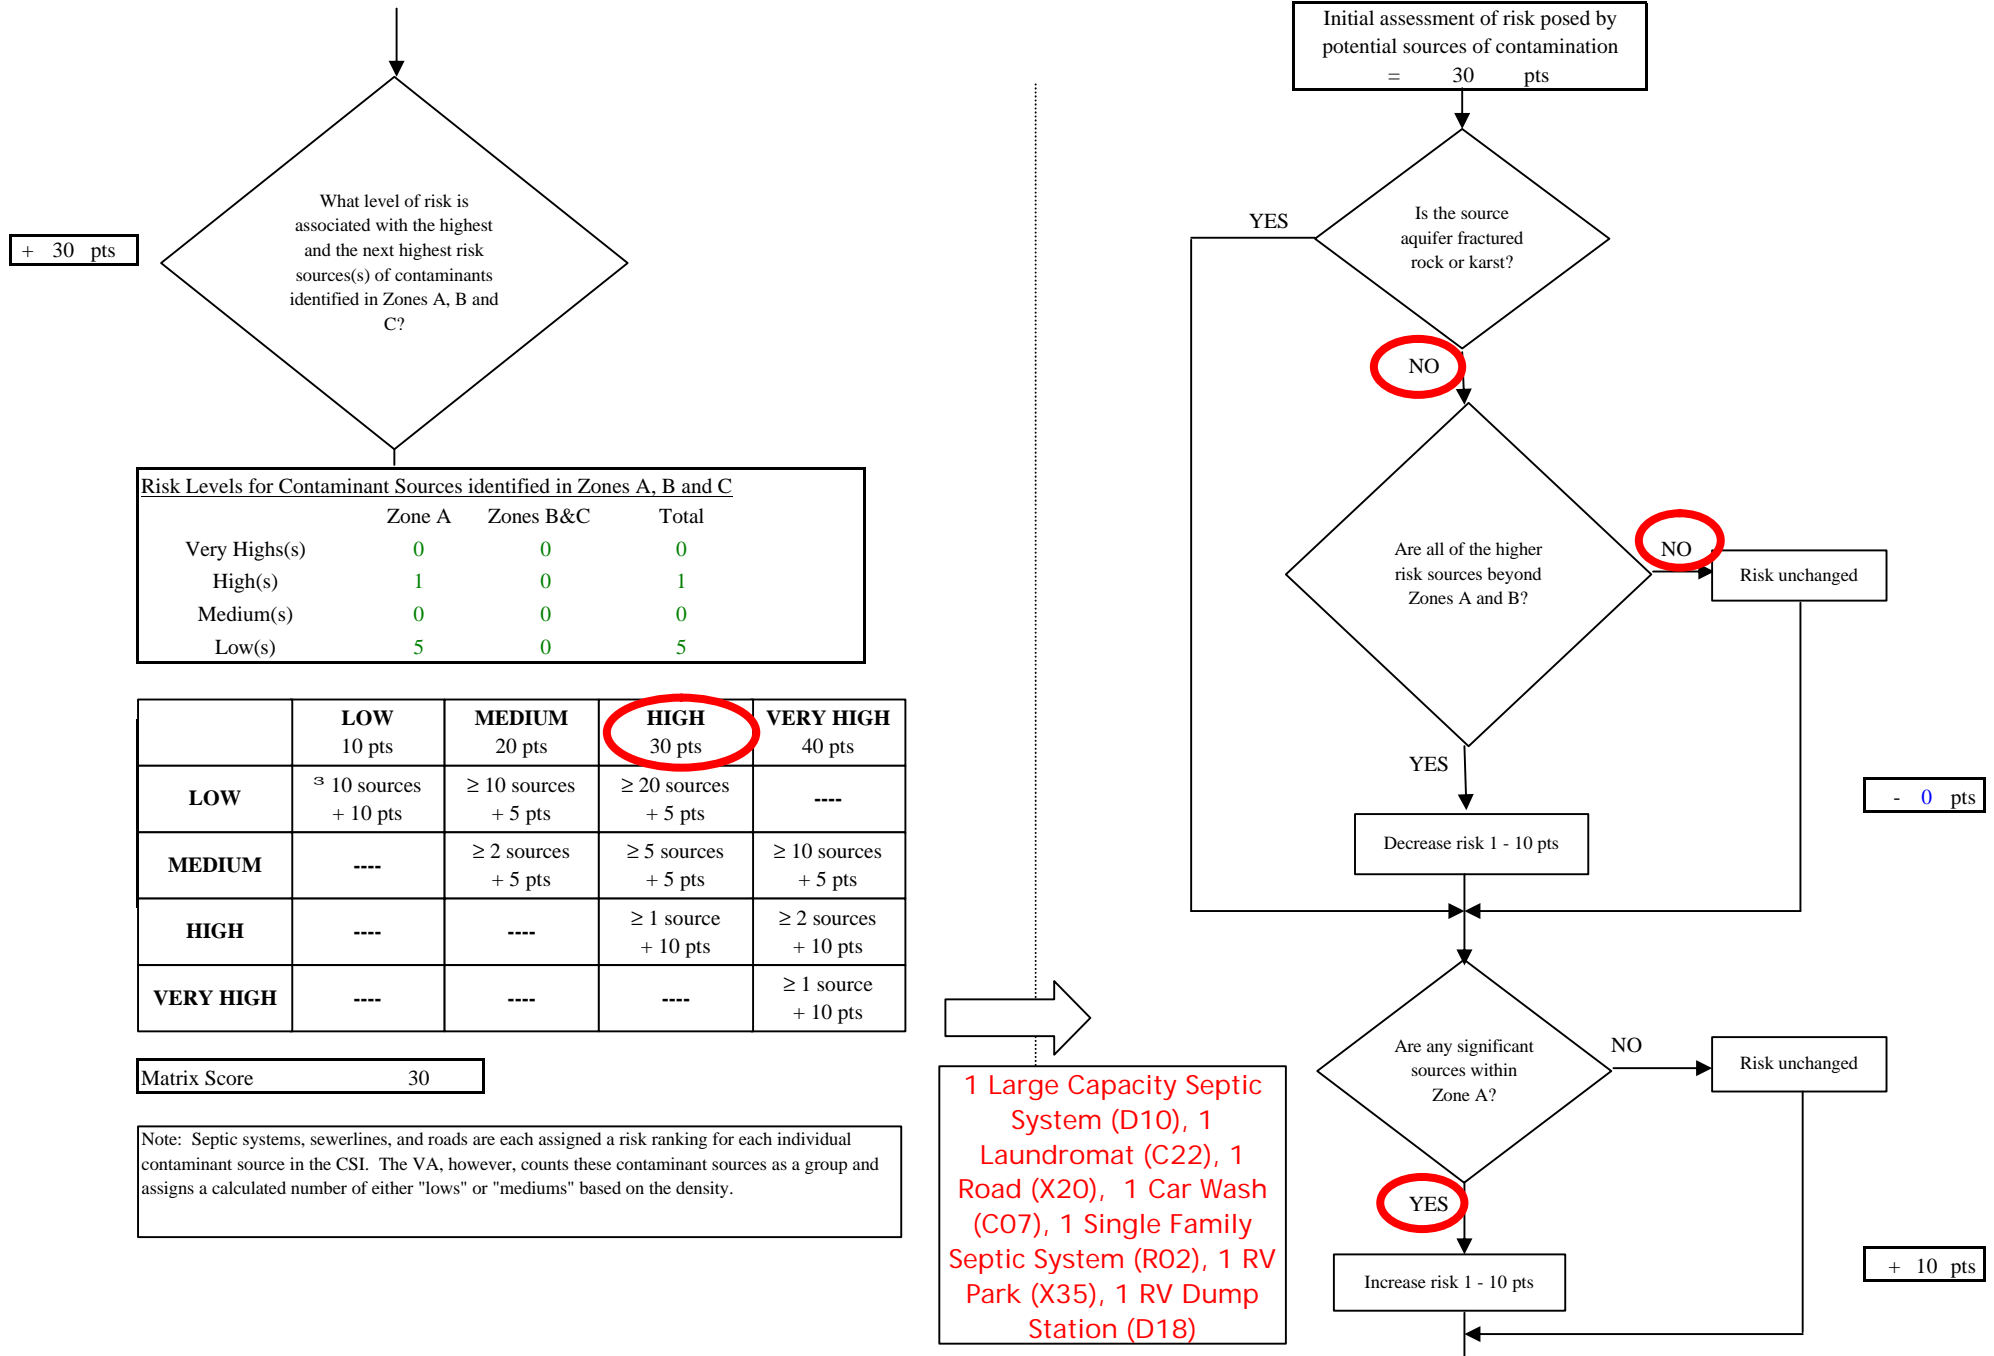 What level of risk is
associated with the highest
and the next highest risk
sources(s) of contaminants
identified in Zones A, B and
C?
+ 30 pts
Risk Levels for Contaminant Sources identified in Zones A, B and C
Zone A Zones B&C Total
Very Highs(s) 0 0 0
High(s) 1 0 1
Medium(s) 0 0 0
Low(s) 5 0 5
LOW MEDIUM HIGH VERY HIGH
10 pts 20 pts 30 pts 40 pts
LOW ³ 10 sources ≥ 10 sources ≥ 20 sources ----
+ 10 pts + 5 pts + 5 pts
MEDIUM ---- ≥ 2 sources ≥ 5 sources ≥ 10 sources
+ 5 pts + 5 pts + 5 pts
HIGH ---- ---- ≥ 1 source ≥ 2 sources
+ 10 pts + 10 pts
VERY HIGH ---- ---- ---- ≥ 1 source
+ 10 pts
Matrix Score 30
Note: Septic systems, sewerlines, and roads are each assigned a risk ranking for each individual
contaminant source in the CSI. The VA, however, counts these contaminant sources as a group and
assigns a calculated number of either "lows" or "mediums" based on the density.
1 Large Capacity Septic
System (D10), 1
Laundromat (C22), 1
Road (X20), 1 Car Wash
(C07), 1 Single Family
Septic System (R02), 1 RV
Park (X35), 1 RV Dump
Station (D18)
Initial assessment of risk posed by
potential sources of contamination
= 30 pts
Is the source
aquifer fractured
rock or karst?
YES
NO
Are all of the higher
risk sources beyond
Zones A and B?
NO
Risk unchanged
YES
Decrease risk 1 - 10 pts
- 0 pts
Are any significant
sources within
Zone A?
NO
Risk unchanged
YES
Increase risk 1 - 10 pts
+ 10 pts